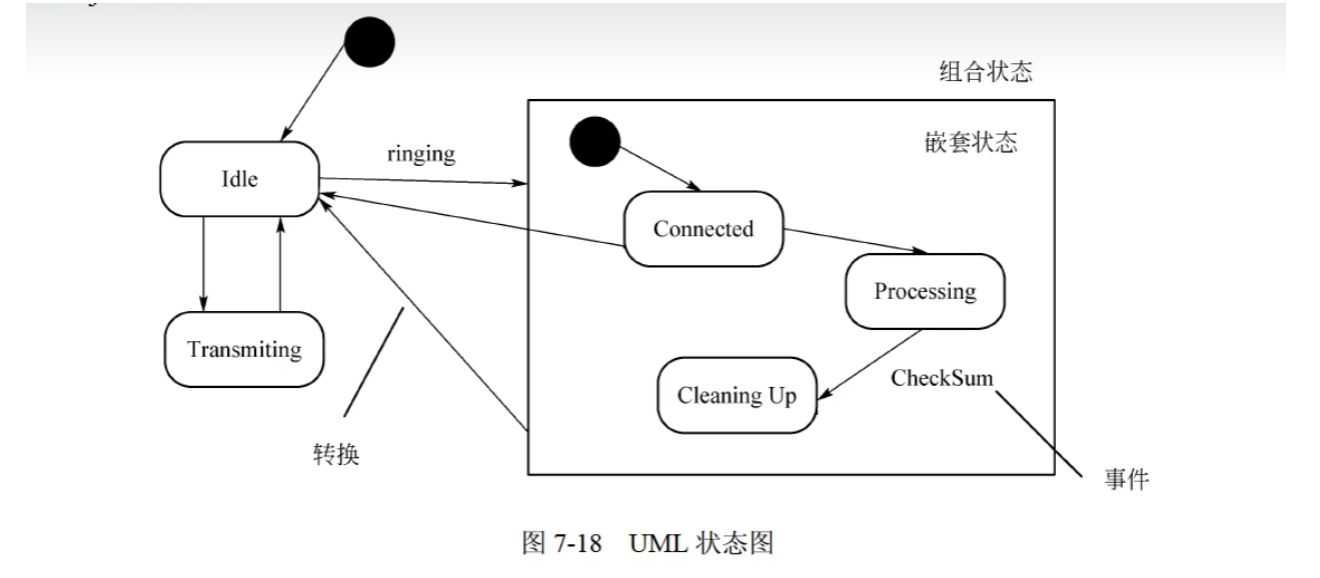 组合状态
嵌套状态
ringing
Idle
Connected
Processing
Transmiting
CheckSum
Cleaning Up
转换
事件
图 7-18 UML 状态图